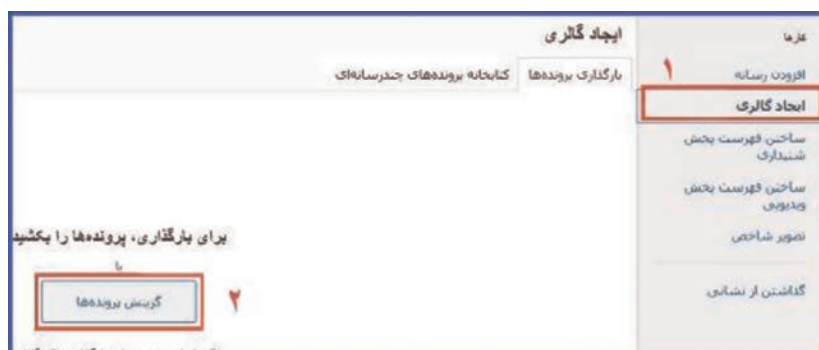 کارها
افزودن رسانه
۱
ایجاد گالری
ساختن فهرست پخش
شنیداری
ساختن فهرست پخش
ویدیویی
تصویر شاخص
گذاشتن از نشانی
ایجاد گالری
بارگذاری پرونده‌ها
کتابخانه پرونده‌های چندرسانه‌ای
برای بارگذاری، پرونده‌ها را بکشید
یا
گزینش پرونده‌ها
۲